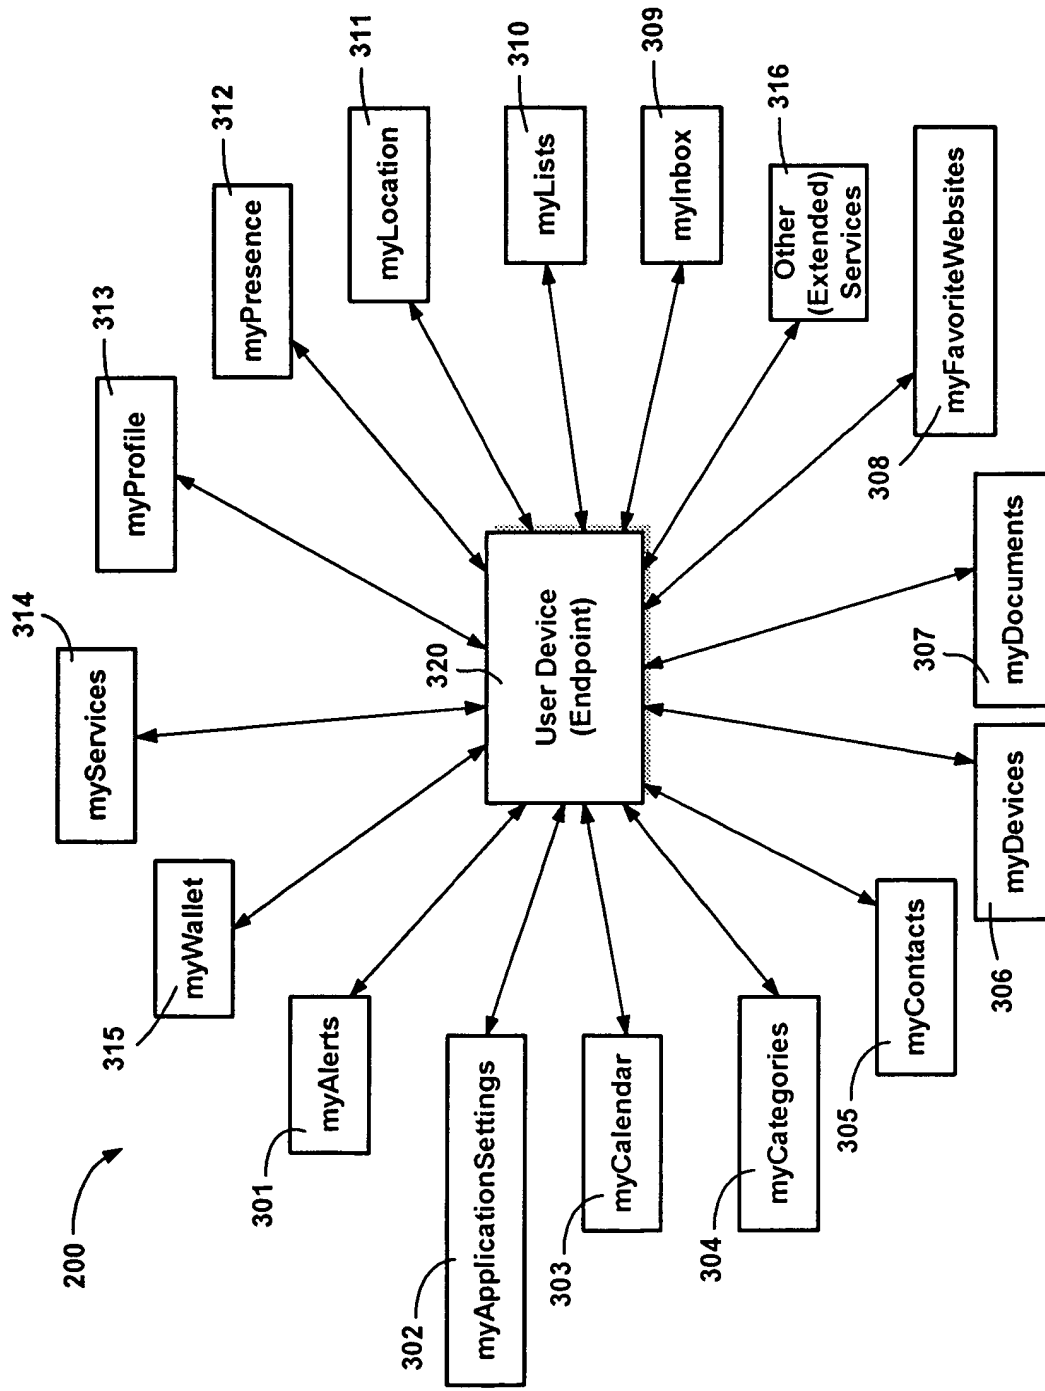 200
314
myServices
313
myProfile
315
myWallet
312
myPresence
301
myAlerts
311
myLocation
302
myApplicationSettings
320
User Device
(Endpoint)
310
myLists
303
myCalendar
309
myInbox
304
myCategories
316
Other
(Extended)
Services
305
myContacts
308
myFavoriteWebsites
306
myDevices
307
myDocuments